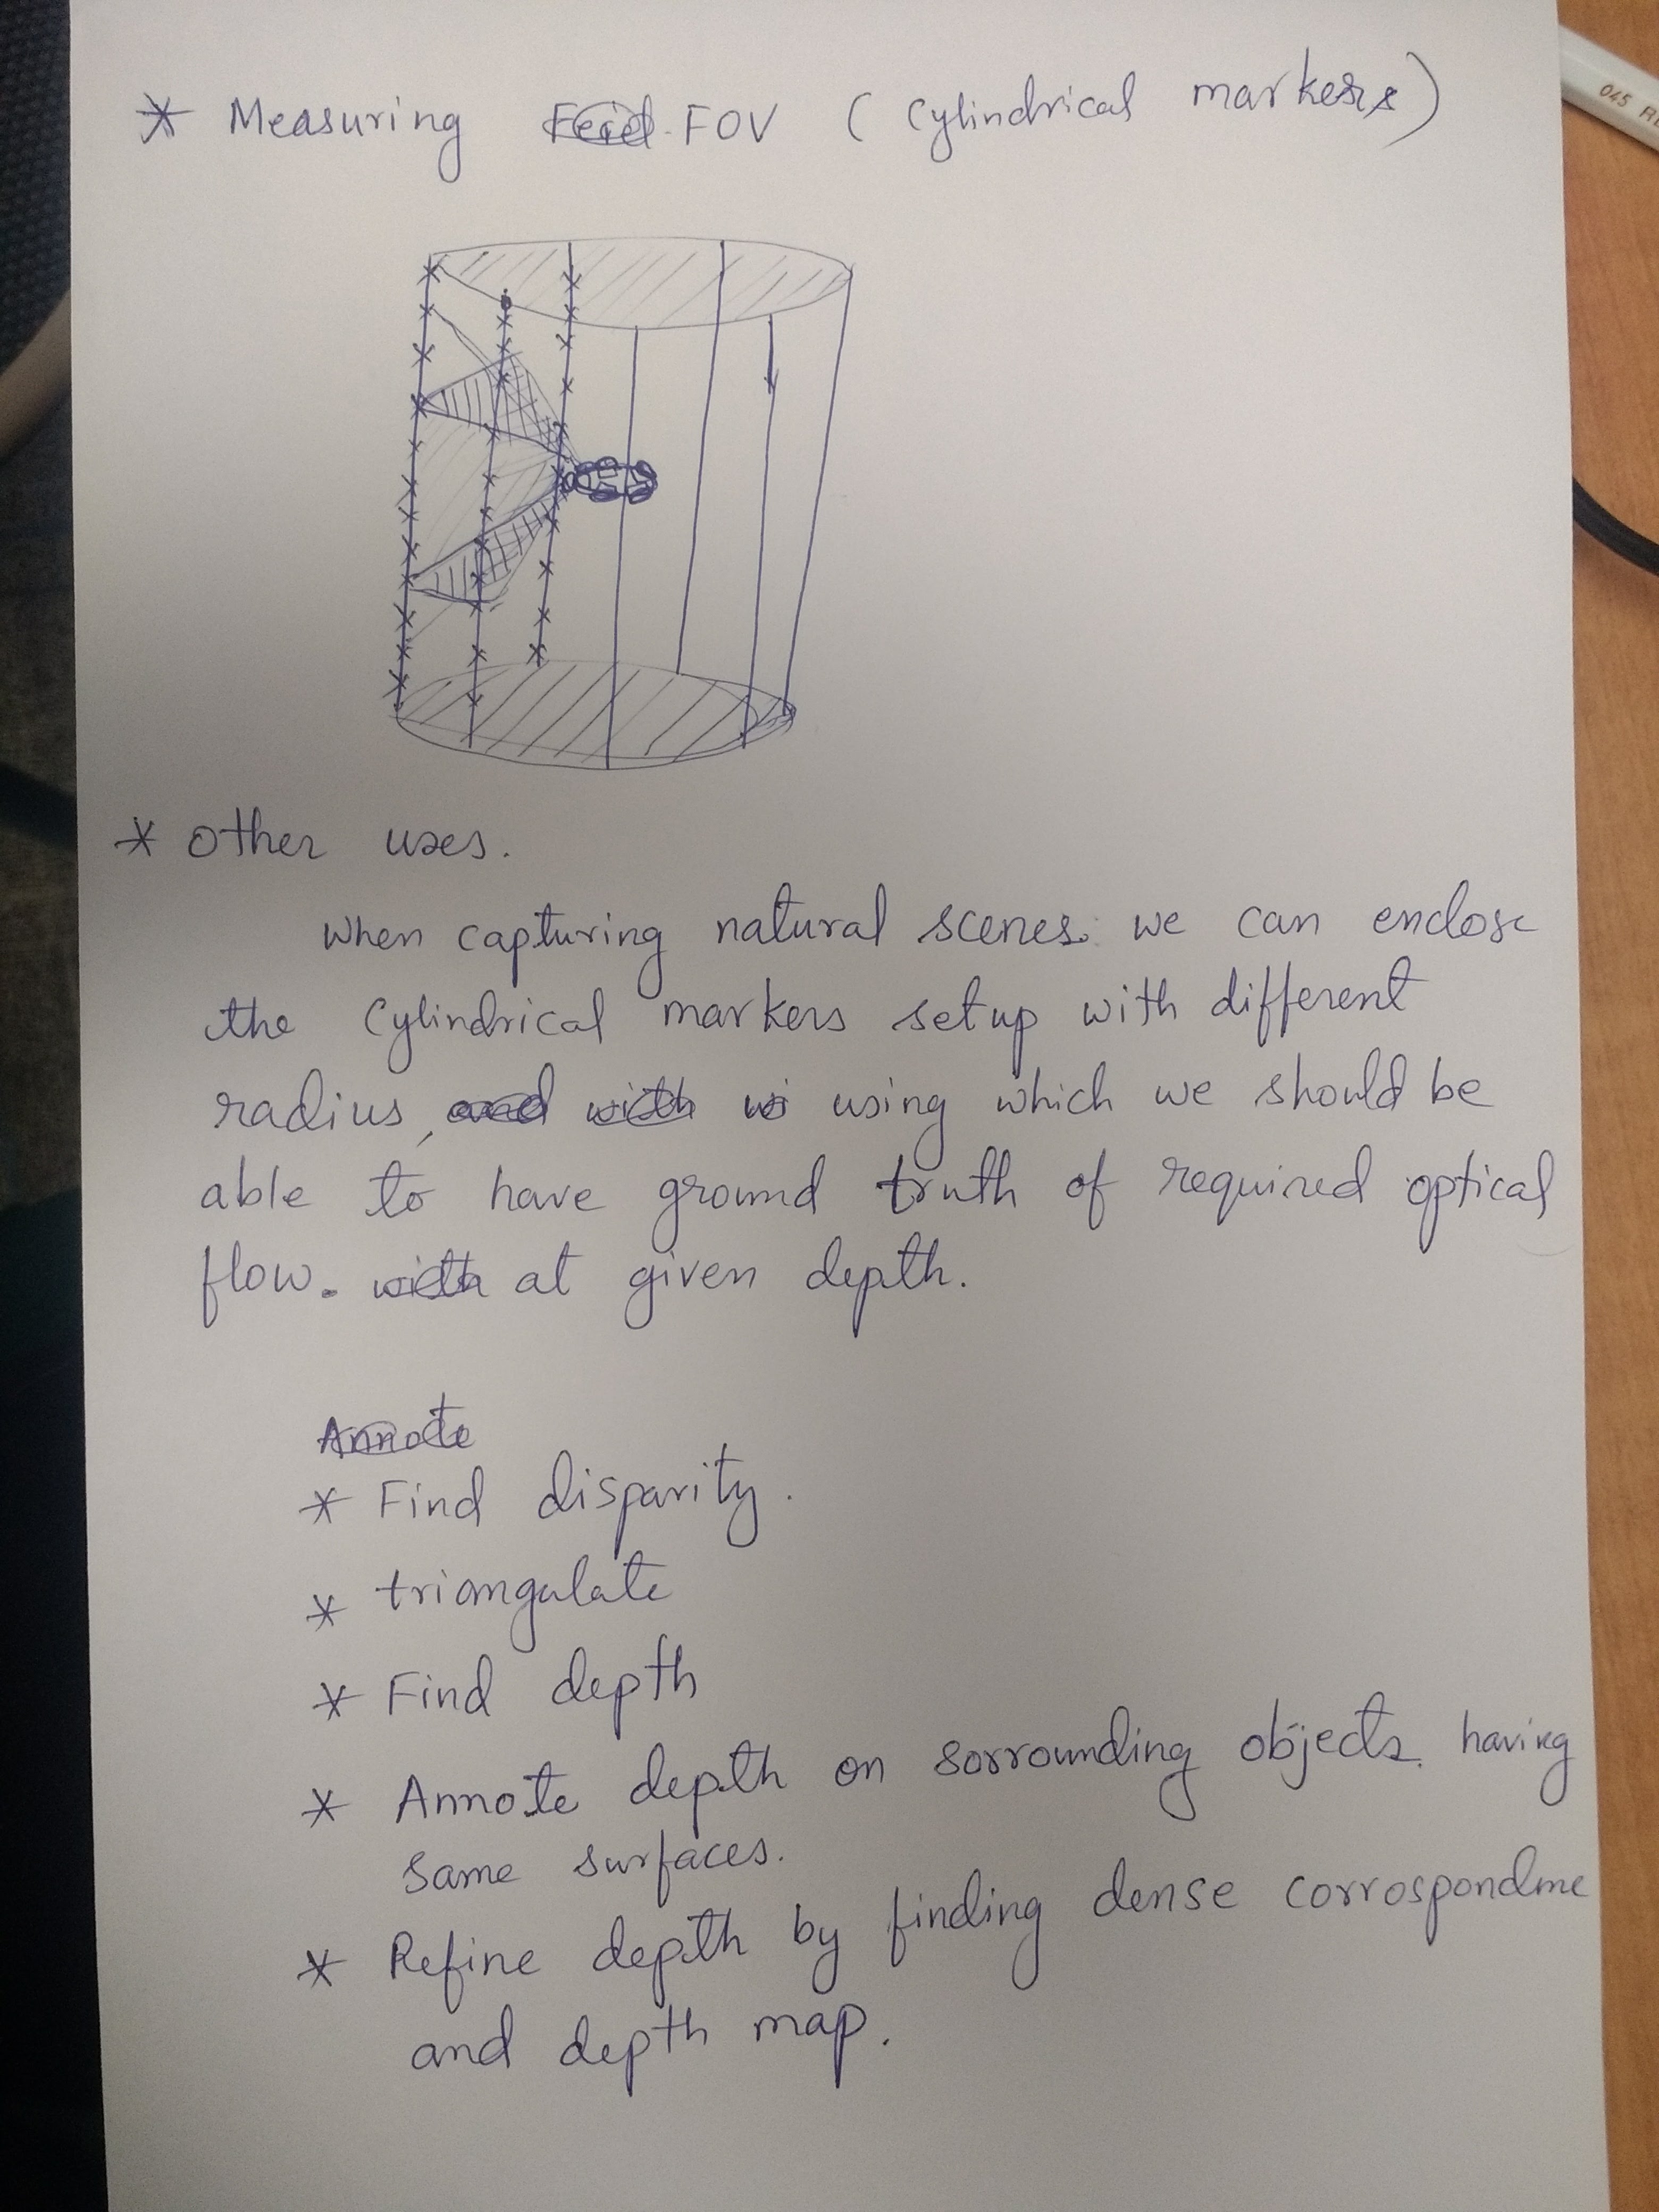 * Measuring FOV ( Cylindrical markers )
045 RE
* other uses.
When capturing natural scenes. we can enclose
the Cylindrical markers setup with different
radius, using which we should be
able to have ground truth of required optical
flow. at given depth.
Annote
* Find disparity.
* triangulate
* Find depth
* Annote depth on sorrounding objects. having
same surfaces.
* Refine depth by finding dense
and depth map.